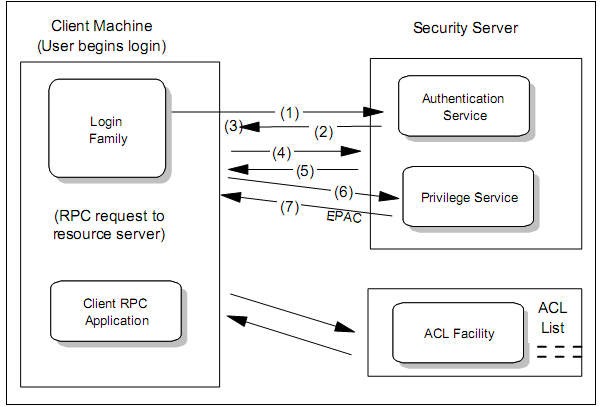 Client Machine
(User begins login)
Security Server
Login
Family
(1)
Authentication
Service
(3)
(2)
(4)
(5)
(6)
Privilege Service
(7)
EPAC
(RPC request to
resource server)
Client RPC
Application
ACL Facility
ACL
List